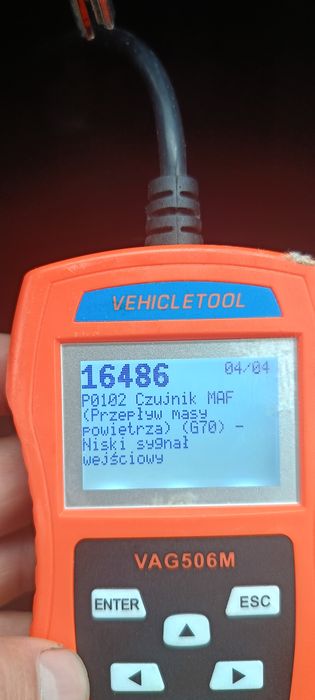 VEHICLETOOL
16486 04/04
P0102 Czujnik MAF
(Przepływ masy
powietrza) (G70) -
Niski sygnał
wejściowy
VAG506M
ENTER ESC